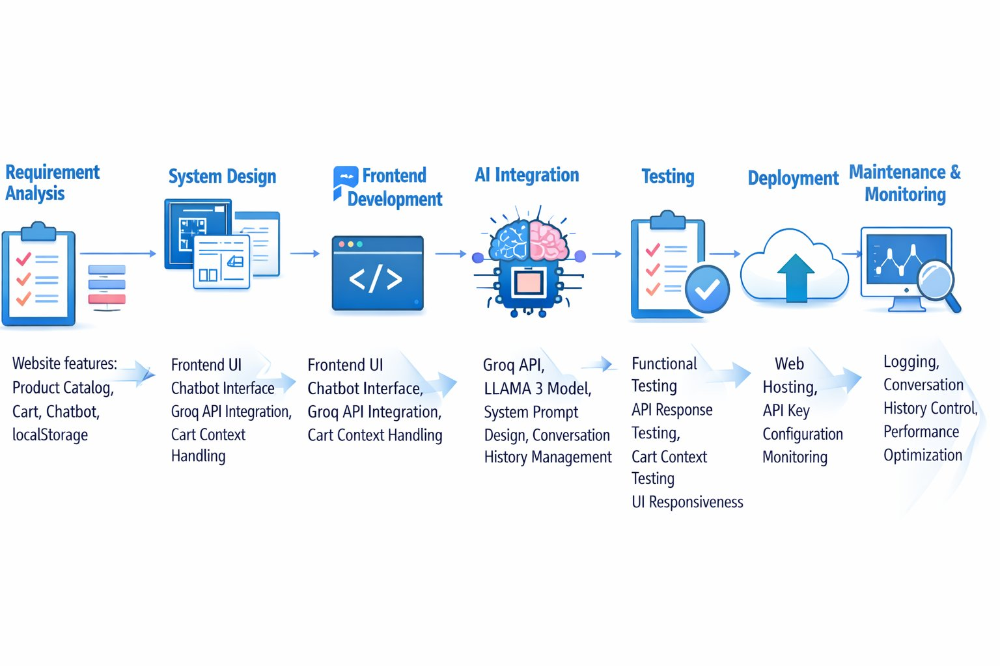 Requirement
Analysis
System Design
Frontend
Development
AI Integration
Testing
Deployment
Maintenance &
Monitoring
</>
Website features:
Product Catalog,
Cart, Chatbot,
localStorage
Frontend UI
Chatbot Interface
Groq API Integration,
Cart Context
Handling
Frontend UI
Chatbot Interface,
Groq API Integration,
Cart Context Handling
Groq API,
LLAMA 3 Model,
System Prompt
Design, Conversation
History Management
Functional
Testing
API Response
Testing,
Cart Context
Testing
UI Responsiveness
Web
Hosting,
API Key
Configuration
Monitoring
Logging,
Conversation
History Control,
Performance
Optimization